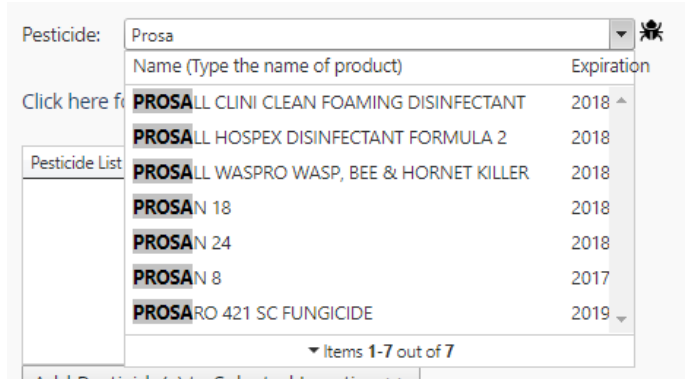 Pesticide: Prosa
Name (Type the name of product) Expiration
Click here f
PROSALL CLINI CLEAN FOAMING DISINFECTANT 2018
PROSALL HOSPEX DISINFECTANT FORMULA 2 2018
Pesticide List
PROSALL WASPRO WASP, BEE & HORNET KILLER 2018
PROSAN 18 2018
PROSAN 24 2018
PROSAN 8 2017
PROSARO 421 SC FUNGICIDE 2019
Items 1-7 out of 7